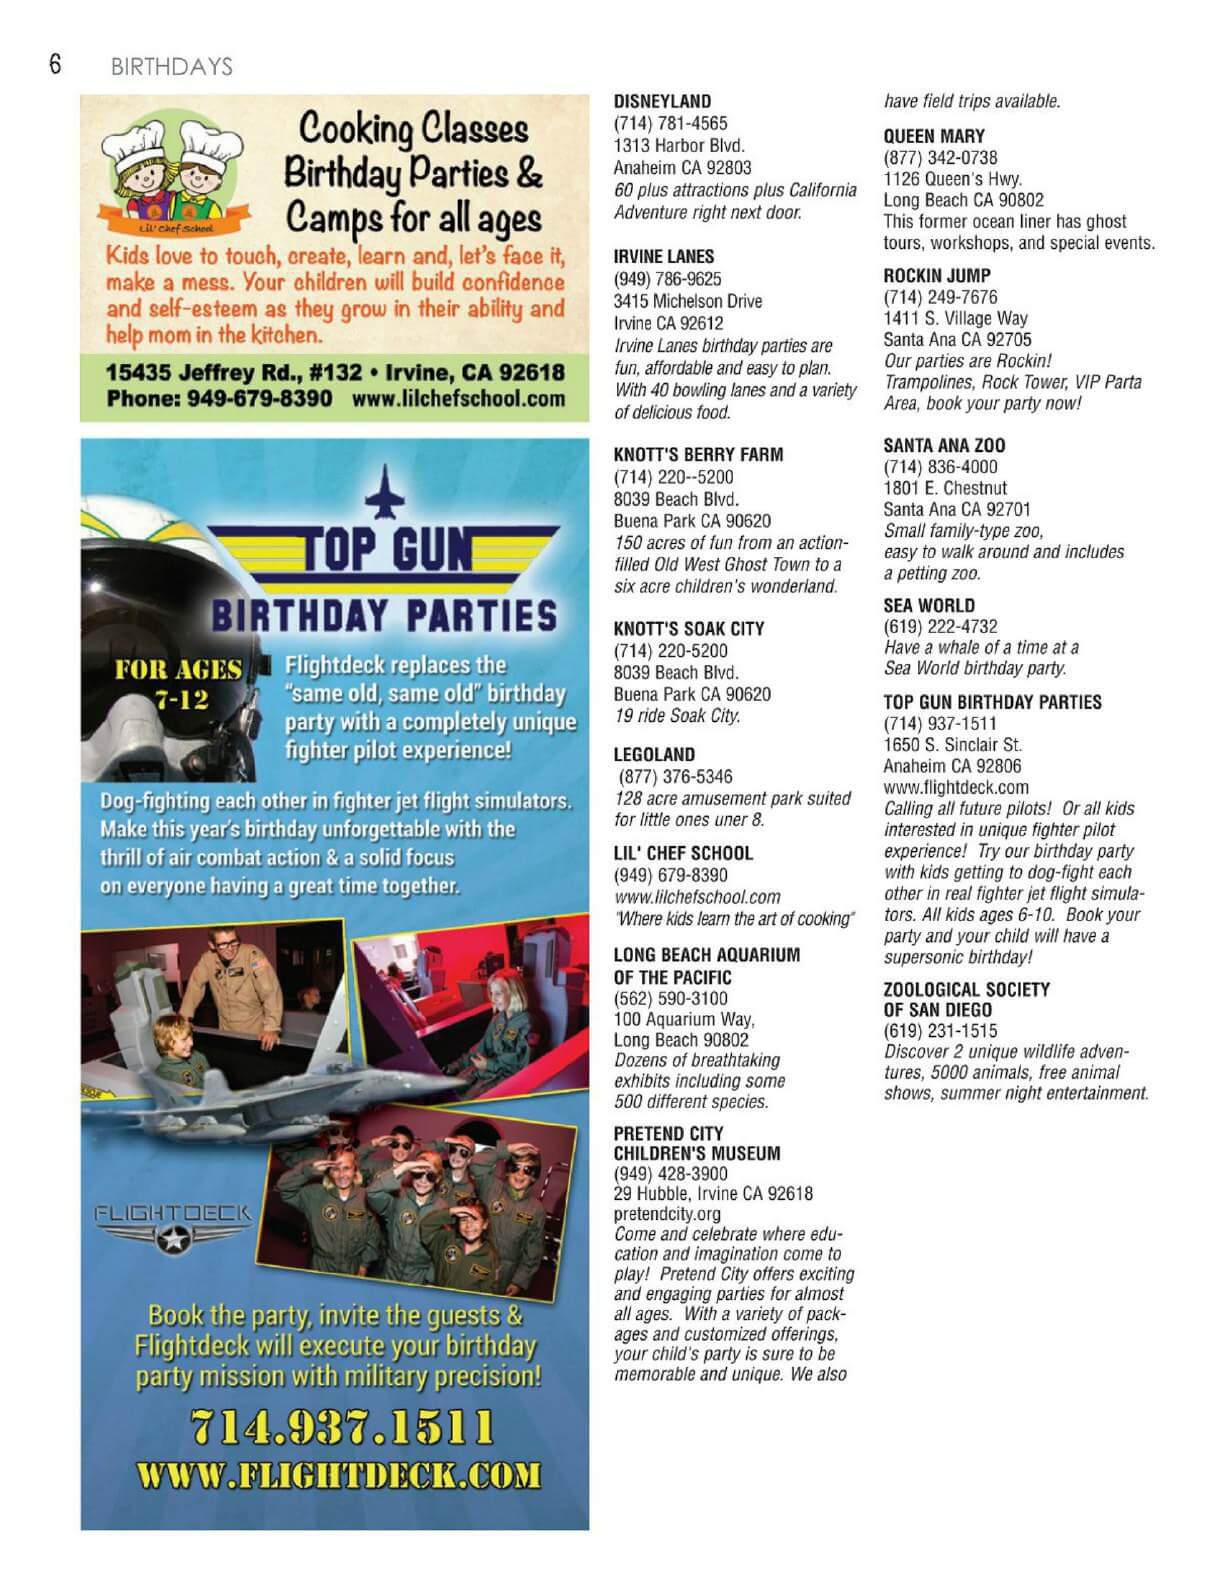 6 BIRTHDAYS
Lil' Chef School
Cooking Classes
Birthday Parties &
Camps for all ages
Kids love to touch, create, learn and, let's face it,
make a mess. Your children will build confidence
and self-esteem as they grow in their ability and
help mom in the kitchen.
15435 Jeffrey Rd., #132 • Irvine, CA 92618
Phone: 949-679-8390 www.lilchefschool.com
TOP GUN
BIRTHDAY PARTIES
FOR AGES
7-12
Flightdeck replaces the
"same old, same old" birthday
party with a completely unique
fighter pilot experience!
Dog-fighting each other in fighter jet flight simulators.
Make this year's birthday unforgettable with the
thrill of air combat action & a solid focus
on everyone having a great time together.
FLIGHTDECK
Book the party, invite the guests &
Flightdeck will execute your birthday
party mission with military precision!
714.937.1511
WWW.FLIGHTDECK.COM
DISNEYLAND
(714) 781-4565
1313 Harbor Blvd.
Anaheim CA 92803
60 plus attractions plus California
Adventure right next door.
IRVINE LANES
(949) 786-9625
3415 Michelson Drive
Irvine CA 92612
Irvine Lanes birthday parties are
fun, affordable and easy to plan.
With 40 bowling lanes and a variety
of delicious food.
KNOTT'S BERRY FARM
(714) 220--5200
8039 Beach Blvd.
Buena Park CA 90620
150 acres of fun from an action-
filled Old West Ghost Town to a
six acre children's wonderland.
KNOTT'S SOAK CITY
(714) 220-5200
8039 Beach Blvd.
Buena Park CA 90620
19 ride Soak City.
LEGOLAND
(877) 376-5346
128 acre amusement park suited
for little ones uner 8.
LIL' CHEF SCHOOL
(949) 679-8390
www.lilchefschool.com
"Where kids learn the art of cooking"
LONG BEACH AQUARIUM
OF THE PACIFIC
(562) 590-3100
100 Aquarium Way,
Long Beach 90802
Dozens of breathtaking
exhibits including some
500 different species.
PRETEND CITY
CHILDREN'S MUSEUM
(949) 428-3900
29 Hubble, Irvine CA 92618
pretendcity.org
Come and celebrate where edu-
cation and imagination come to
play! Pretend City offers exciting
and engaging parties for almost
all ages. With a variety of pack-
ages and customized offerings,
your child's party is sure to be
memorable and unique. We also
have field trips available.
QUEEN MARY
(877) 342-0738
1126 Queen's Hwy.
Long Beach CA 90802
This former ocean liner has ghost
tours, workshops, and special events.
ROCKIN JUMP
(714) 249-7676
1411 S. Village Way
Santa Ana CA 92705
Our parties are Rockin!
Trampolines, Rock Tower, VIP Parta
Area, book your party now!
SANTA ANA ZOO
(714) 836-4000
1801 E. Chestnut
Santa Ana CA 92701
Small family-type zoo,
easy to walk around and includes
a petting zoo.
SEA WORLD
(619) 222-4732
Have a whale of a time at a
Sea World birthday party.
TOP GUN BIRTHDAY PARTIES
(714) 937-1511
1650 S. Sinclair St.
Anaheim CA 92806
www.flightdeck.com
Calling all future pilots! Or all kids
interested in unique fighter pilot
experience! Try our birthday party
with kids getting to dog-fight each
other in real fighter jet flight simula-
tors. All kids ages 6-10. Book your
party and your child will have a
supersonic birthday!
ZOOLOGICAL SOCIETY
OF SAN DIEGO
(619) 231-1515
Discover 2 unique wildlife adven-
tures, 5000 animals, free animal
shows, summer night entertainment.